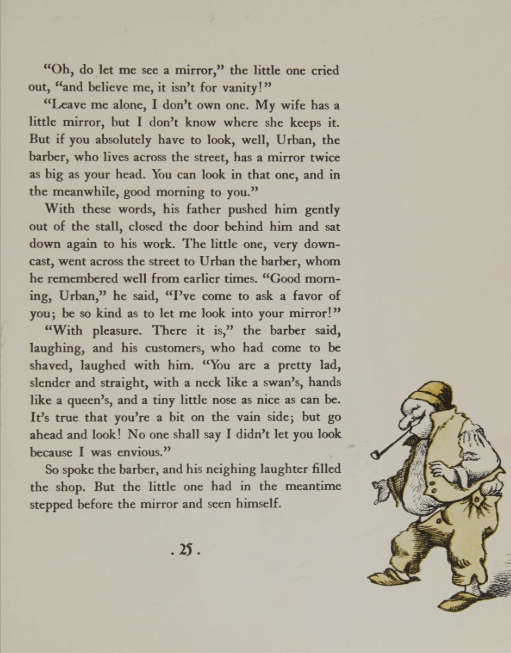 “Oh, do let me see a mirror,” the little one cried
out, “and believe me, it isn’t for vanity!”
“Leave me alone, I don’t own one. My wife has a
little mirror, but I don’t know where she keeps it.
But if you absolutely have to look, well, Urban, the
barber, who lives across the street, has a mirror twice
as big as your head. You can look in that one, and in
the meanwhile, good morning to you.”
With these words, his father pushed him gently
out of the stall, closed the door behind him and sat
down again to his work. The little one, very down-
cast, went across the street to Urban the barber, whom
he remembered well from earlier times. “Good morn-
ing, Urban,” he said, “I’ve come to ask a favor of
you; be so kind as to let me look into your mirror!”
“With pleasure. There it is,” the barber said,
laughing, and his customers, who had come to be
shaved, laughed with him. “You are a pretty lad,
slender and straight, with a neck like a swan’s, hands
like a queen’s, and a tiny little nose as nice as can be.
It’s true that you’re a bit on the vain side; but go
ahead and look! No one shall say I didn’t let you look
because I was envious.”
So spoke the barber, and his neighing laughter filled
the shop. But the little one had in the meantime
stepped before the mirror and seen himself.
. 25 .